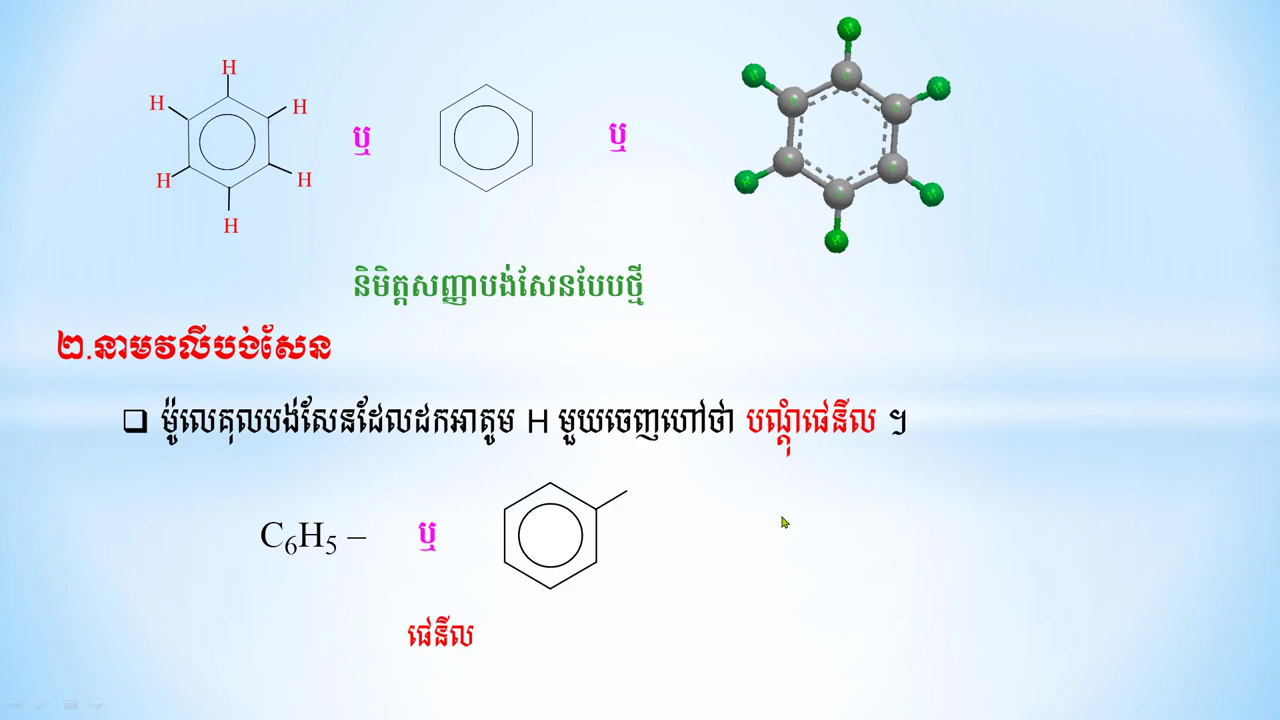 H
H H
ឬ ឬ
H H
H
និមិត្តសញ្ញាបង់សែនបែបថ្មី
២.នាមវលីបង់សែន
ម៉ូលេគុលបង់សែនដែលដកអាតូម H មួយចេញហៅថា បណ្តុំផេនីល ។
C₆H₅ – ឬ
ផេនីល